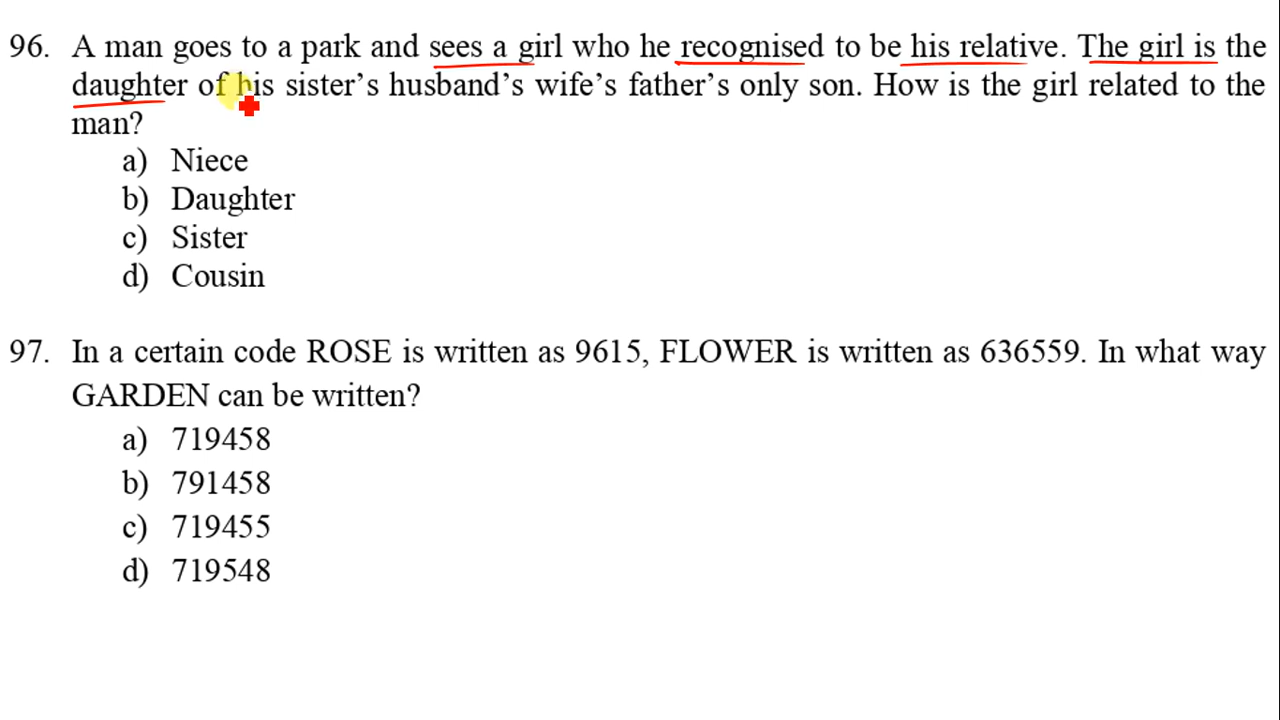 96. A man goes to a park and sees a girl who he recognised to be his relative. The girl is the
daughter of his sister’s husband’s wife’s father’s only son. How is the girl related to the
man?
a) Niece
b) Daughter
c) Sister
d) Cousin
97. In a certain code ROSE is written as 9615, FLOWER is written as 636559. In what way
GARDEN can be written?
a) 719458
b) 791458
c) 719455
d) 719548